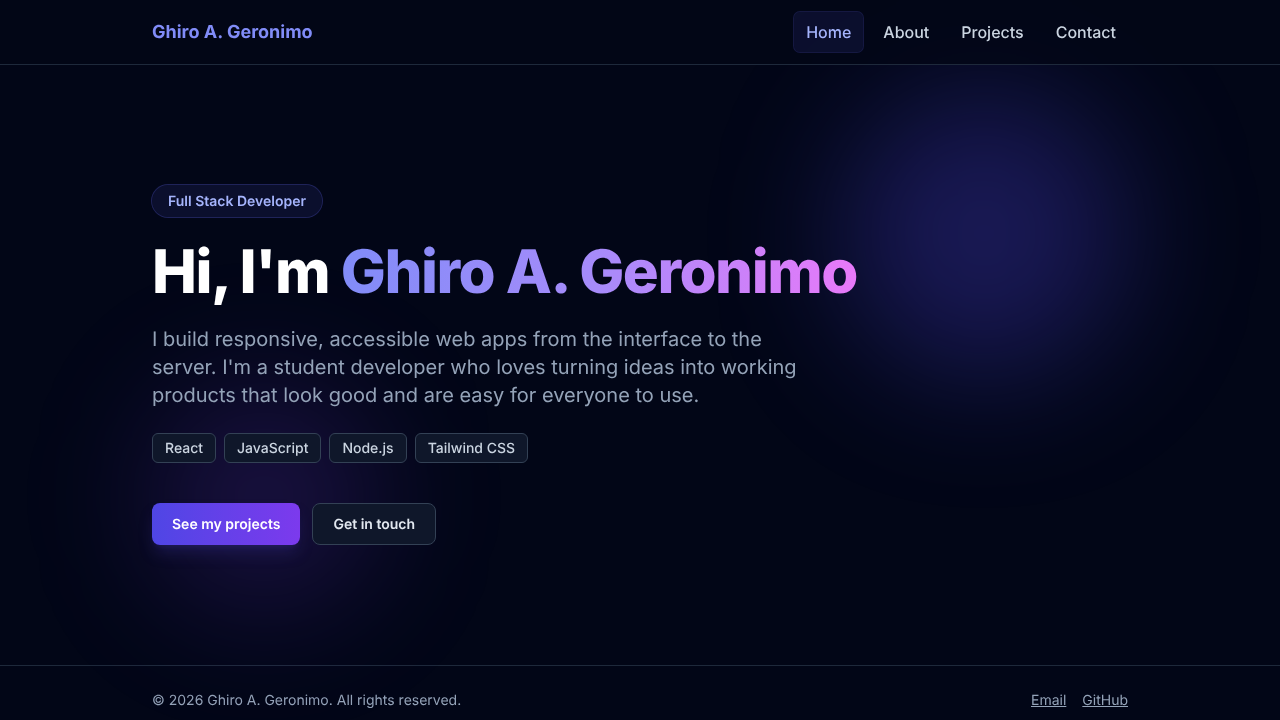 Ghiro A. Geronimo
Home About Projects Contact
Full Stack Developer
Hi, I'm Ghiro A. Geronimo
I build responsive, accessible web apps from the interface to the
server. I'm a student developer who loves turning ideas into working
products that look good and are easy for everyone to use.
React JavaScript Node.js Tailwind CSS
See my projects Get in touch
© 2026 Ghiro A. Geronimo. All rights reserved.
Email GitHub